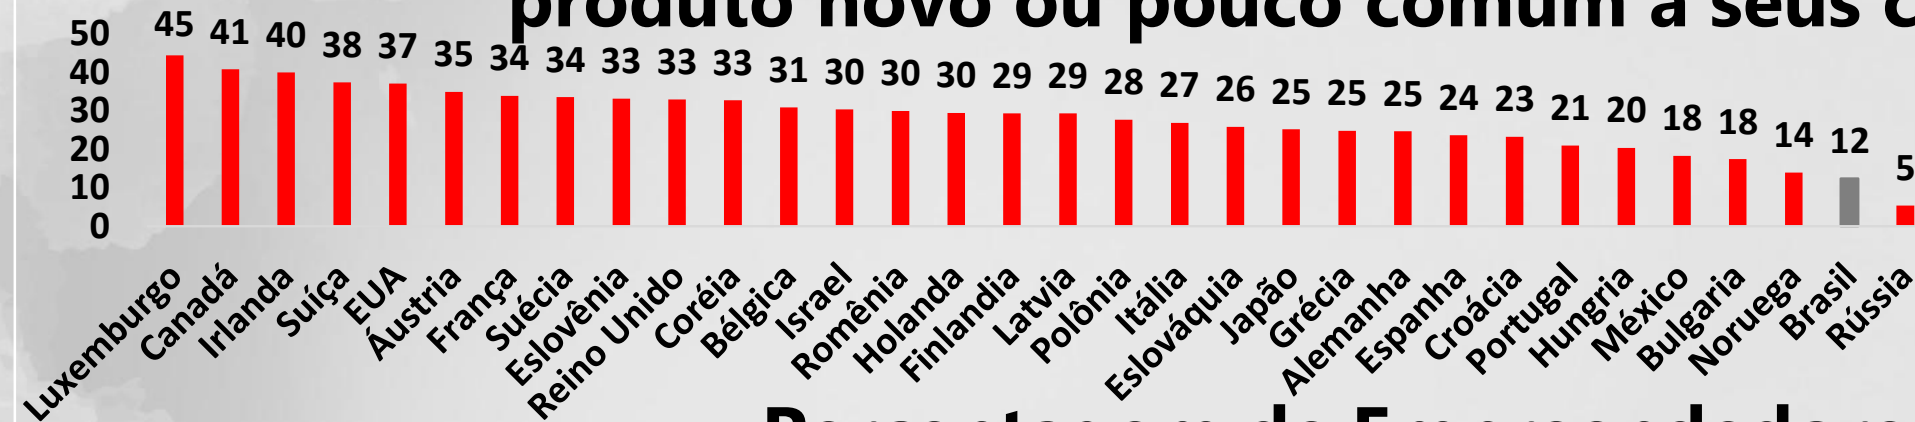 produto novo ou pouco comum a seus c
50
40
30
20
10
0
45 41 40 38 37 35 34 34 33 33 33 31 30 30 30 29 29 28 27 26 25 25 25 24 23 21 20 18 18 14 12 5
Luxemburgo
Canadá
Irlanda
Suíça
EUA
Áustria
França
Suécia
Eslovênia
Reino Unido
Coréia
Bélgica
Israel
Romênia
Holanda
Finlandia
Latvia
Polônia
Itália
Eslováquia
Japão
Grécia
Alemanha
Espanha
Croácia
Portugal
Hungria
México
Bulgaria
Noruega
Brasil
Rússia